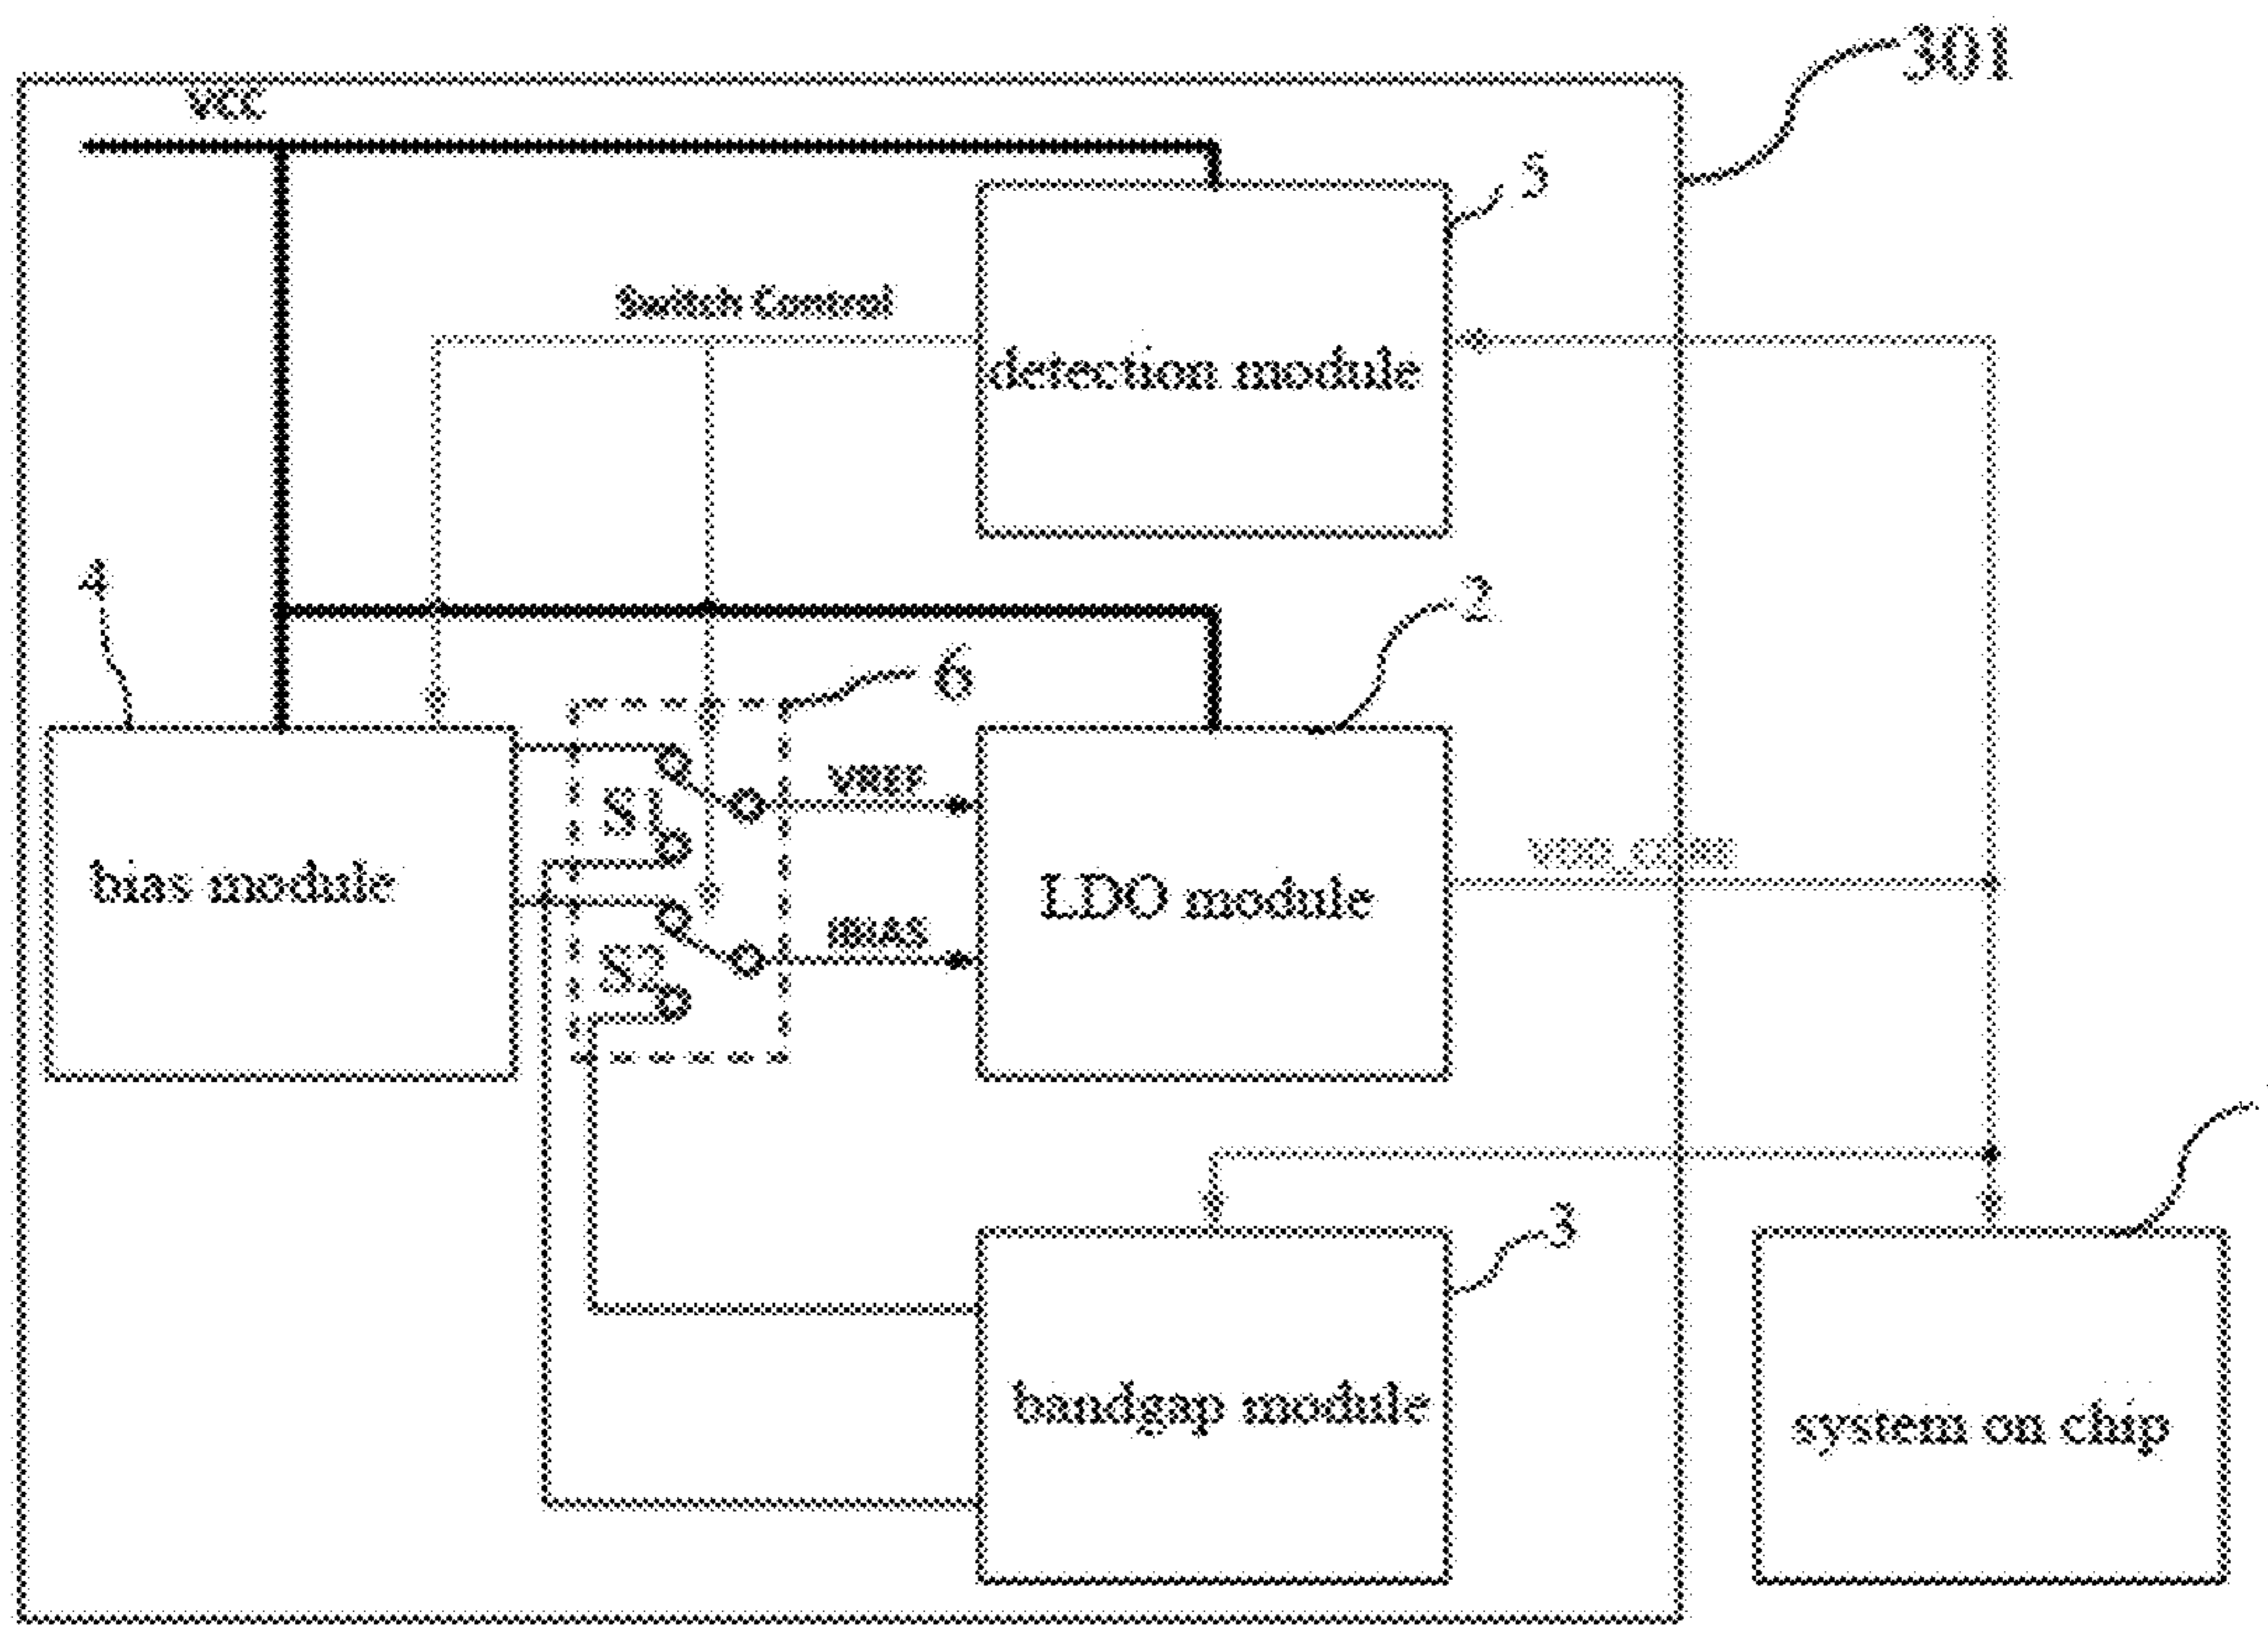 301
VCC
5
Switch Control
detection module
4
2
6
S1
VREF
bias module
LDO module
S2
IBIAS
3
bandgap module
system on chip